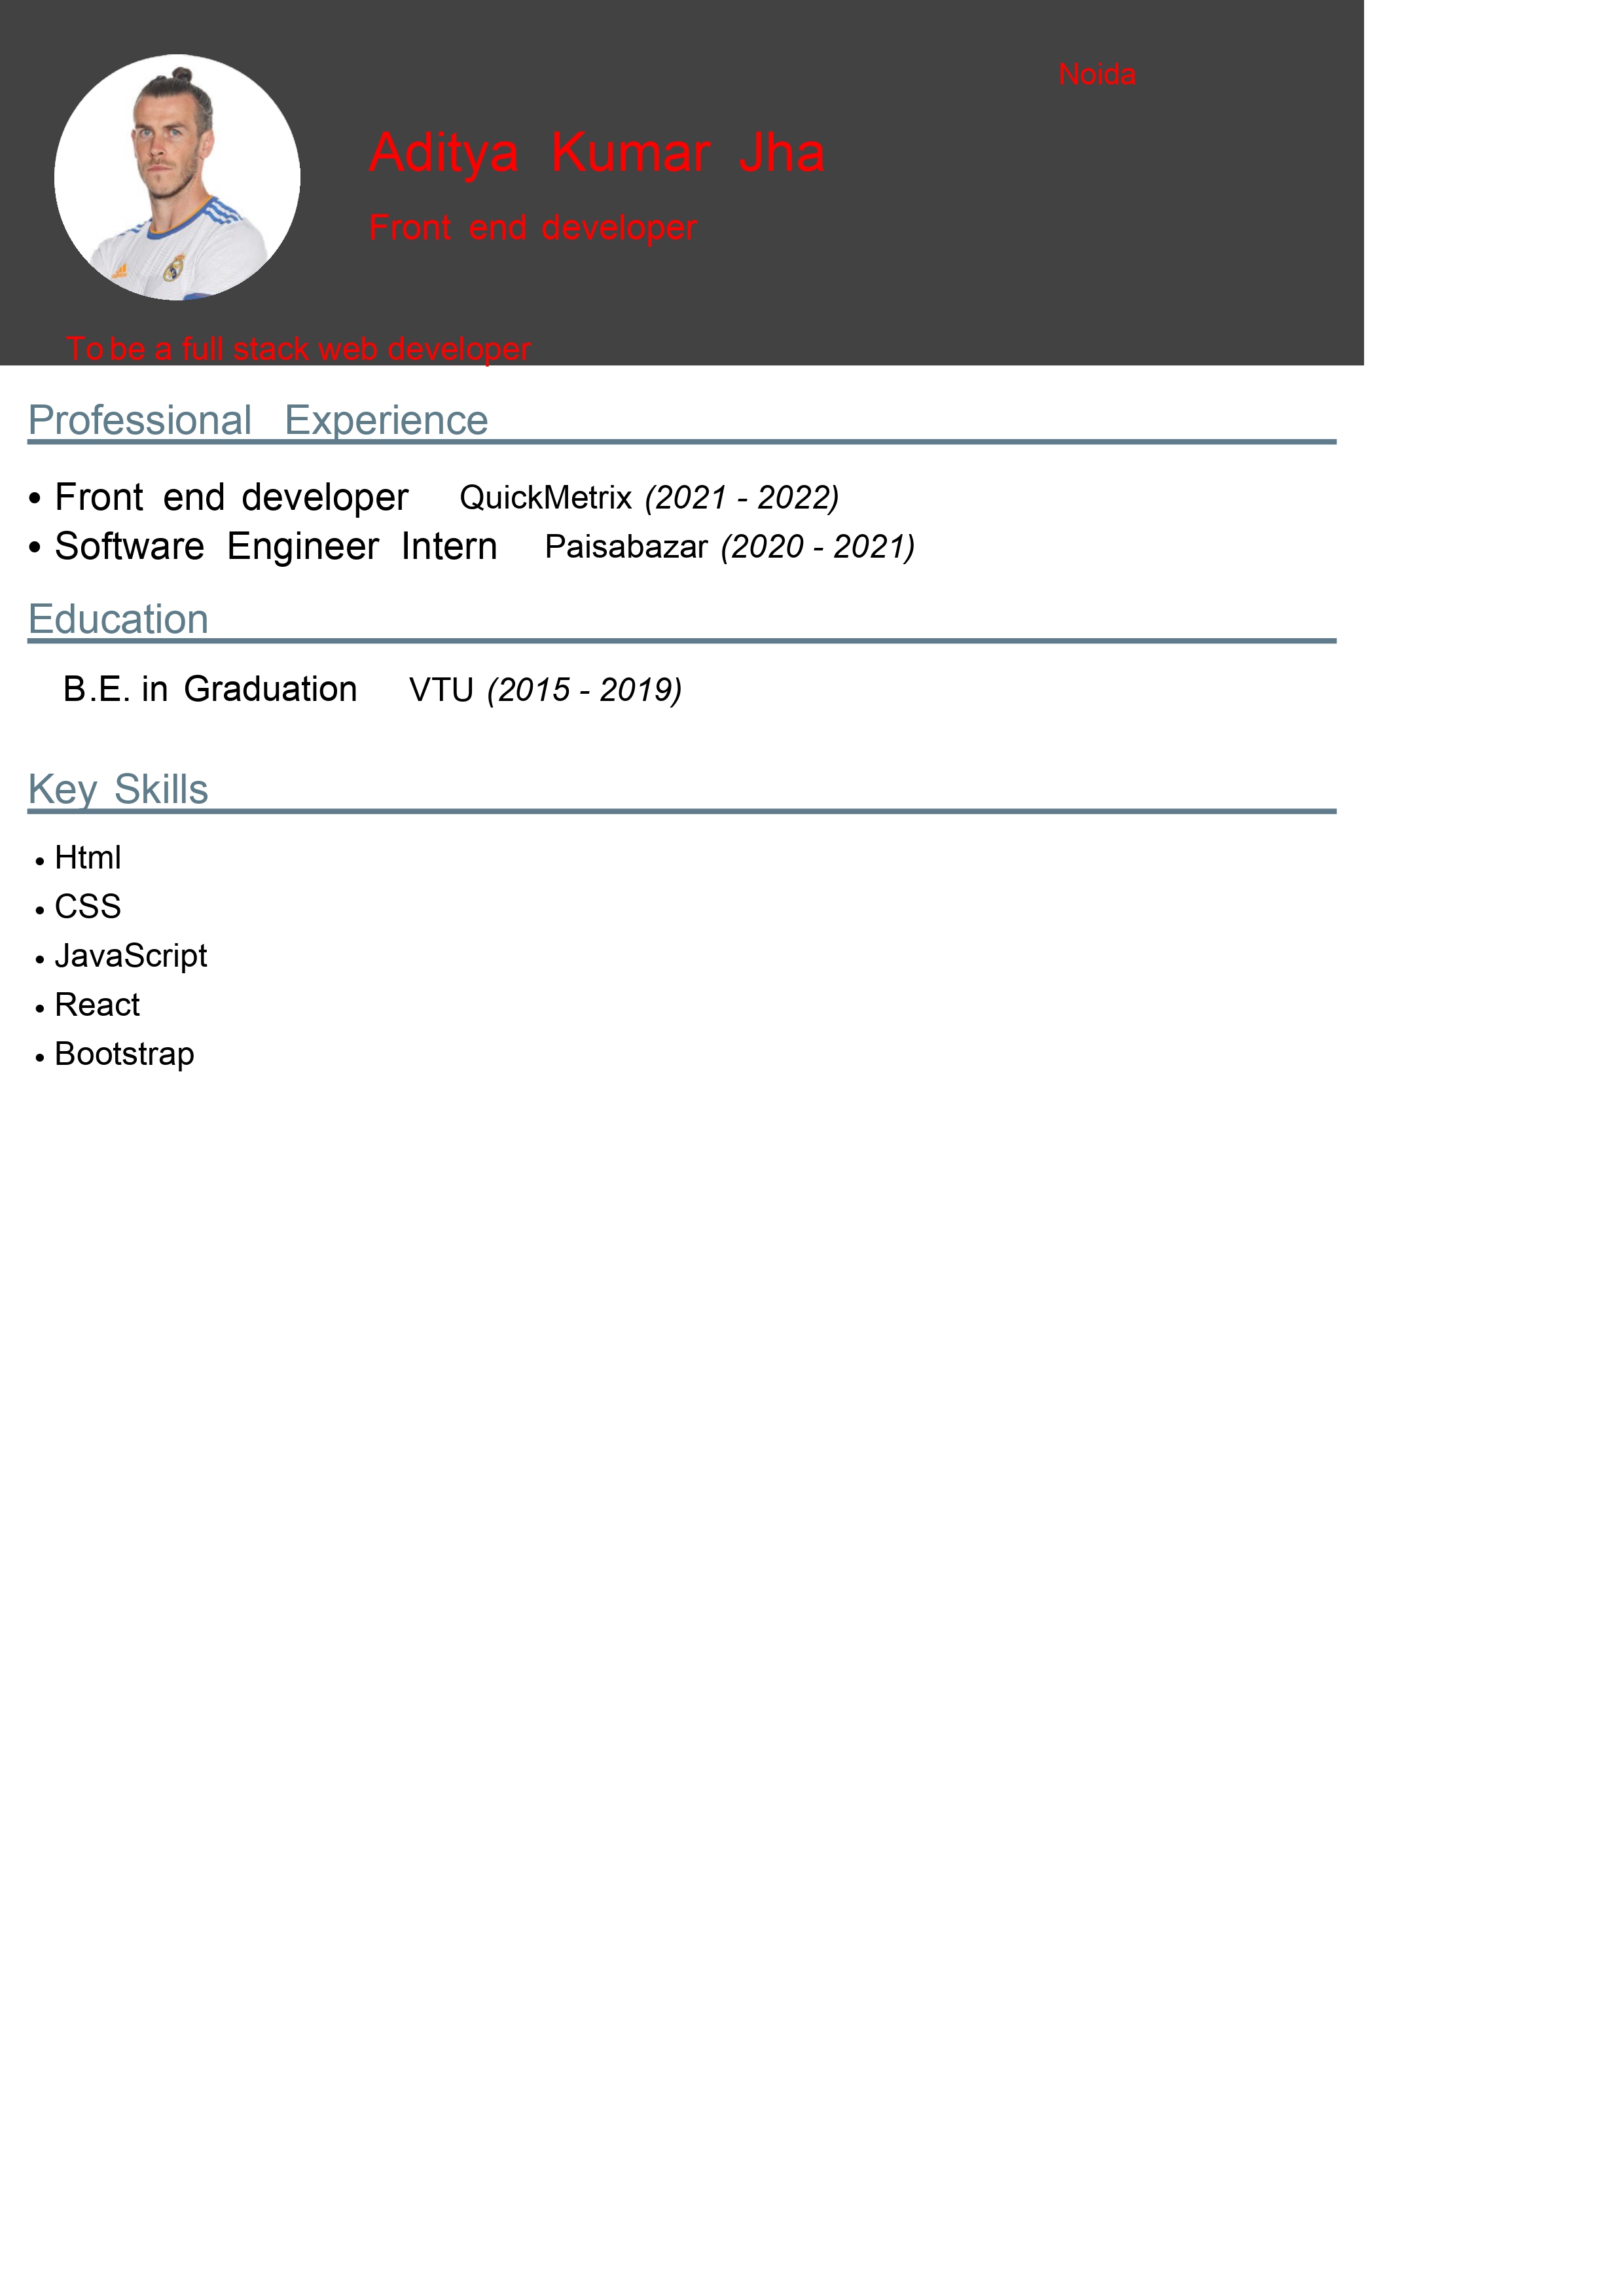 Noida
Aditya Kumar Jha
Front end developer
To be a full stack web developer
Professional Experience
• Front end developer QuickMetrix (2021 - 2022)
• Software Engineer Intern Paisabazar (2020 - 2021)
Education
B.E. in Graduation VTU (2015 - 2019)
Key Skills
• Html
• CSS
• JavaScript
• React
• Bootstrap